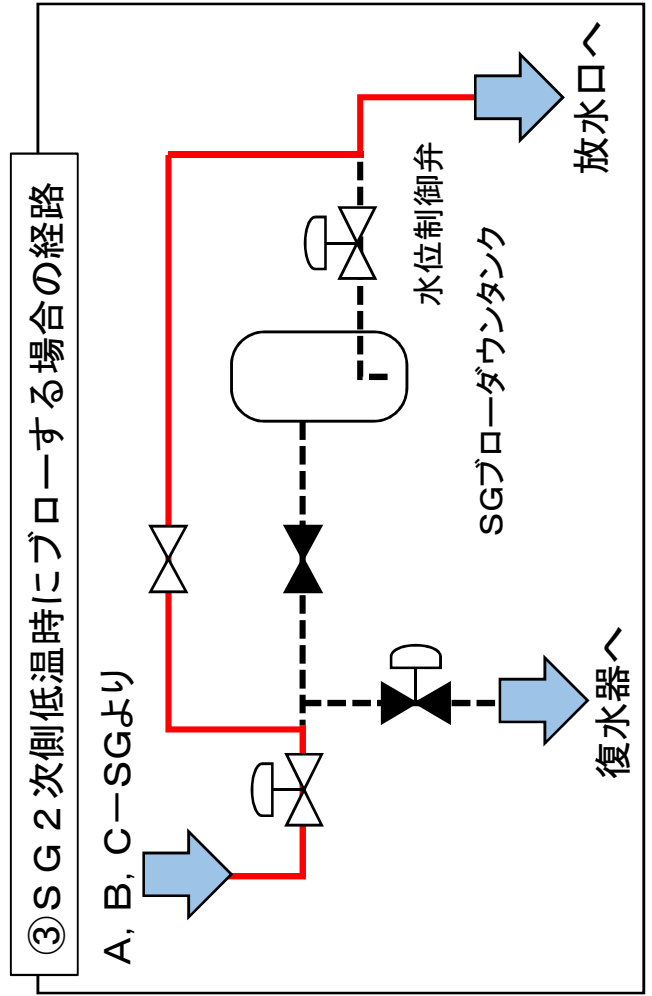 ③ＳＧ２次側低温時にブローする場合の経路
A, B, C－SGより
水位制御弁
SGブローダウンタンク
放水口へ
復水器へ